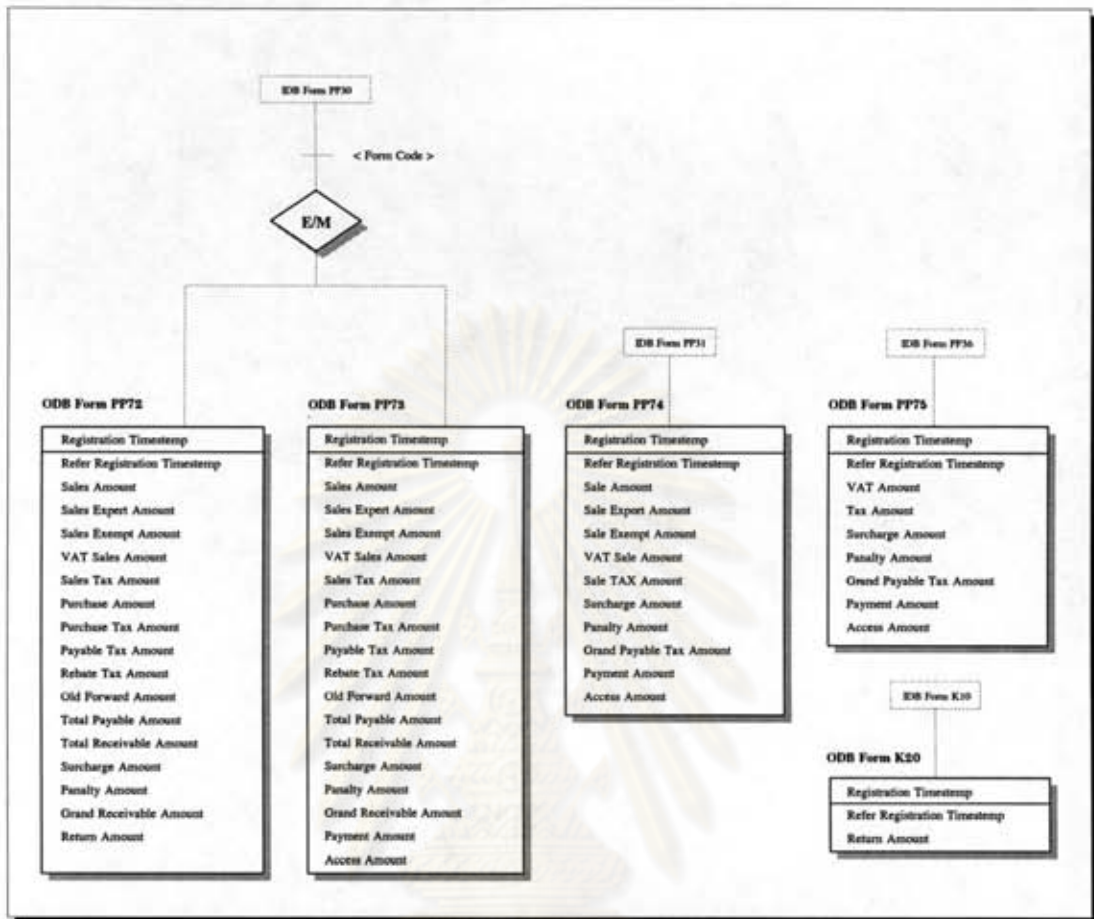 IDB Form PP30
< Form Code >
E/M
IDB Form PP31
IDB Form PP36
ODB Form PP72
Registration Timestemp
Refer Registration Timestemp
Sales Amount
Sales Expert Amount
Sales Exempt Amount
VAT Sales Amount
Sales Tax Amount
Purchase Amount
Purchase Tax Amount
Payable Tax Amount
Rebate Tax Amount
Old Forward Amount
Total Payable Amount
Total Receivable Amount
Surcharge Amount
Panalty Amount
Grand Receivable Amount
Return Amount
ODB Form PP73
Registration Timestemp
Refer Registration Timestemp
Sales Amount
Sales Expert Amount
Sales Exempt Amount
VAT Sales Amount
Sales Tax Amount
Purchase Amount
Purchase Tax Amount
Payable Tax Amount
Rebate Tax Amount
Old Forward Amount
Total Payable Amount
Total Receivable Amount
Surcharge Amount
Panalty Amount
Grand Receivable Amount
Payment Amount
Access Amount
ODB Form PP74
Registration Timestemp
Refer Registration Timestemp
Sale Amount
Sale Export Amount
Sale Exempt Amount
VAT Sale Amount
Sale TAX Amount
Surcharge Amount
Panalty Amount
Grand Payable Tax Amount
Payment Amount
Access Amount
ODB Form PP75
Registration Timestemp
Refer Registration Timestemp
VAT Amount
Tax Amount
Surcharge Amount
Panalty Amount
Grand Payable Tax Amount
Payment Amount
Access Amount
IDB Form K10
ODB Form K20
Registration Timestemp
Refer Registration Timestemp
Return Amount